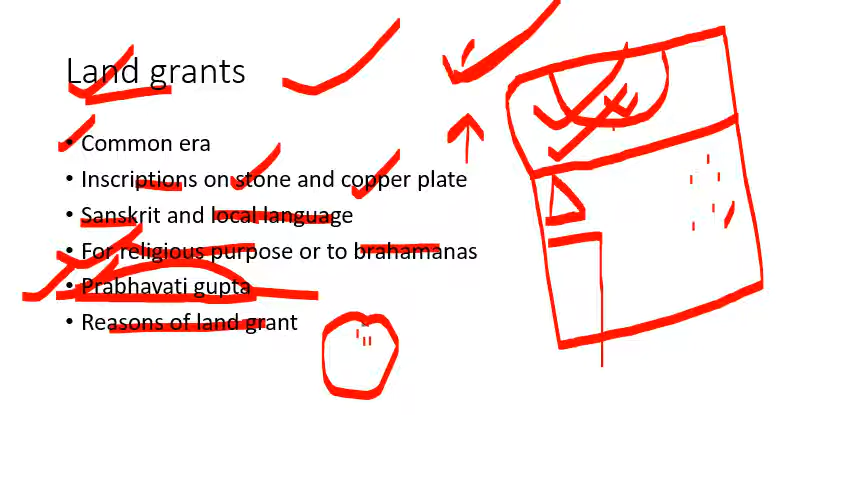 Land grants
• Common era
• Inscriptions on stone and copper plate
• Sanskrit and local language
• For religious purpose or to brahamanas
• Prabhavati gupta
• Reasons of land grant